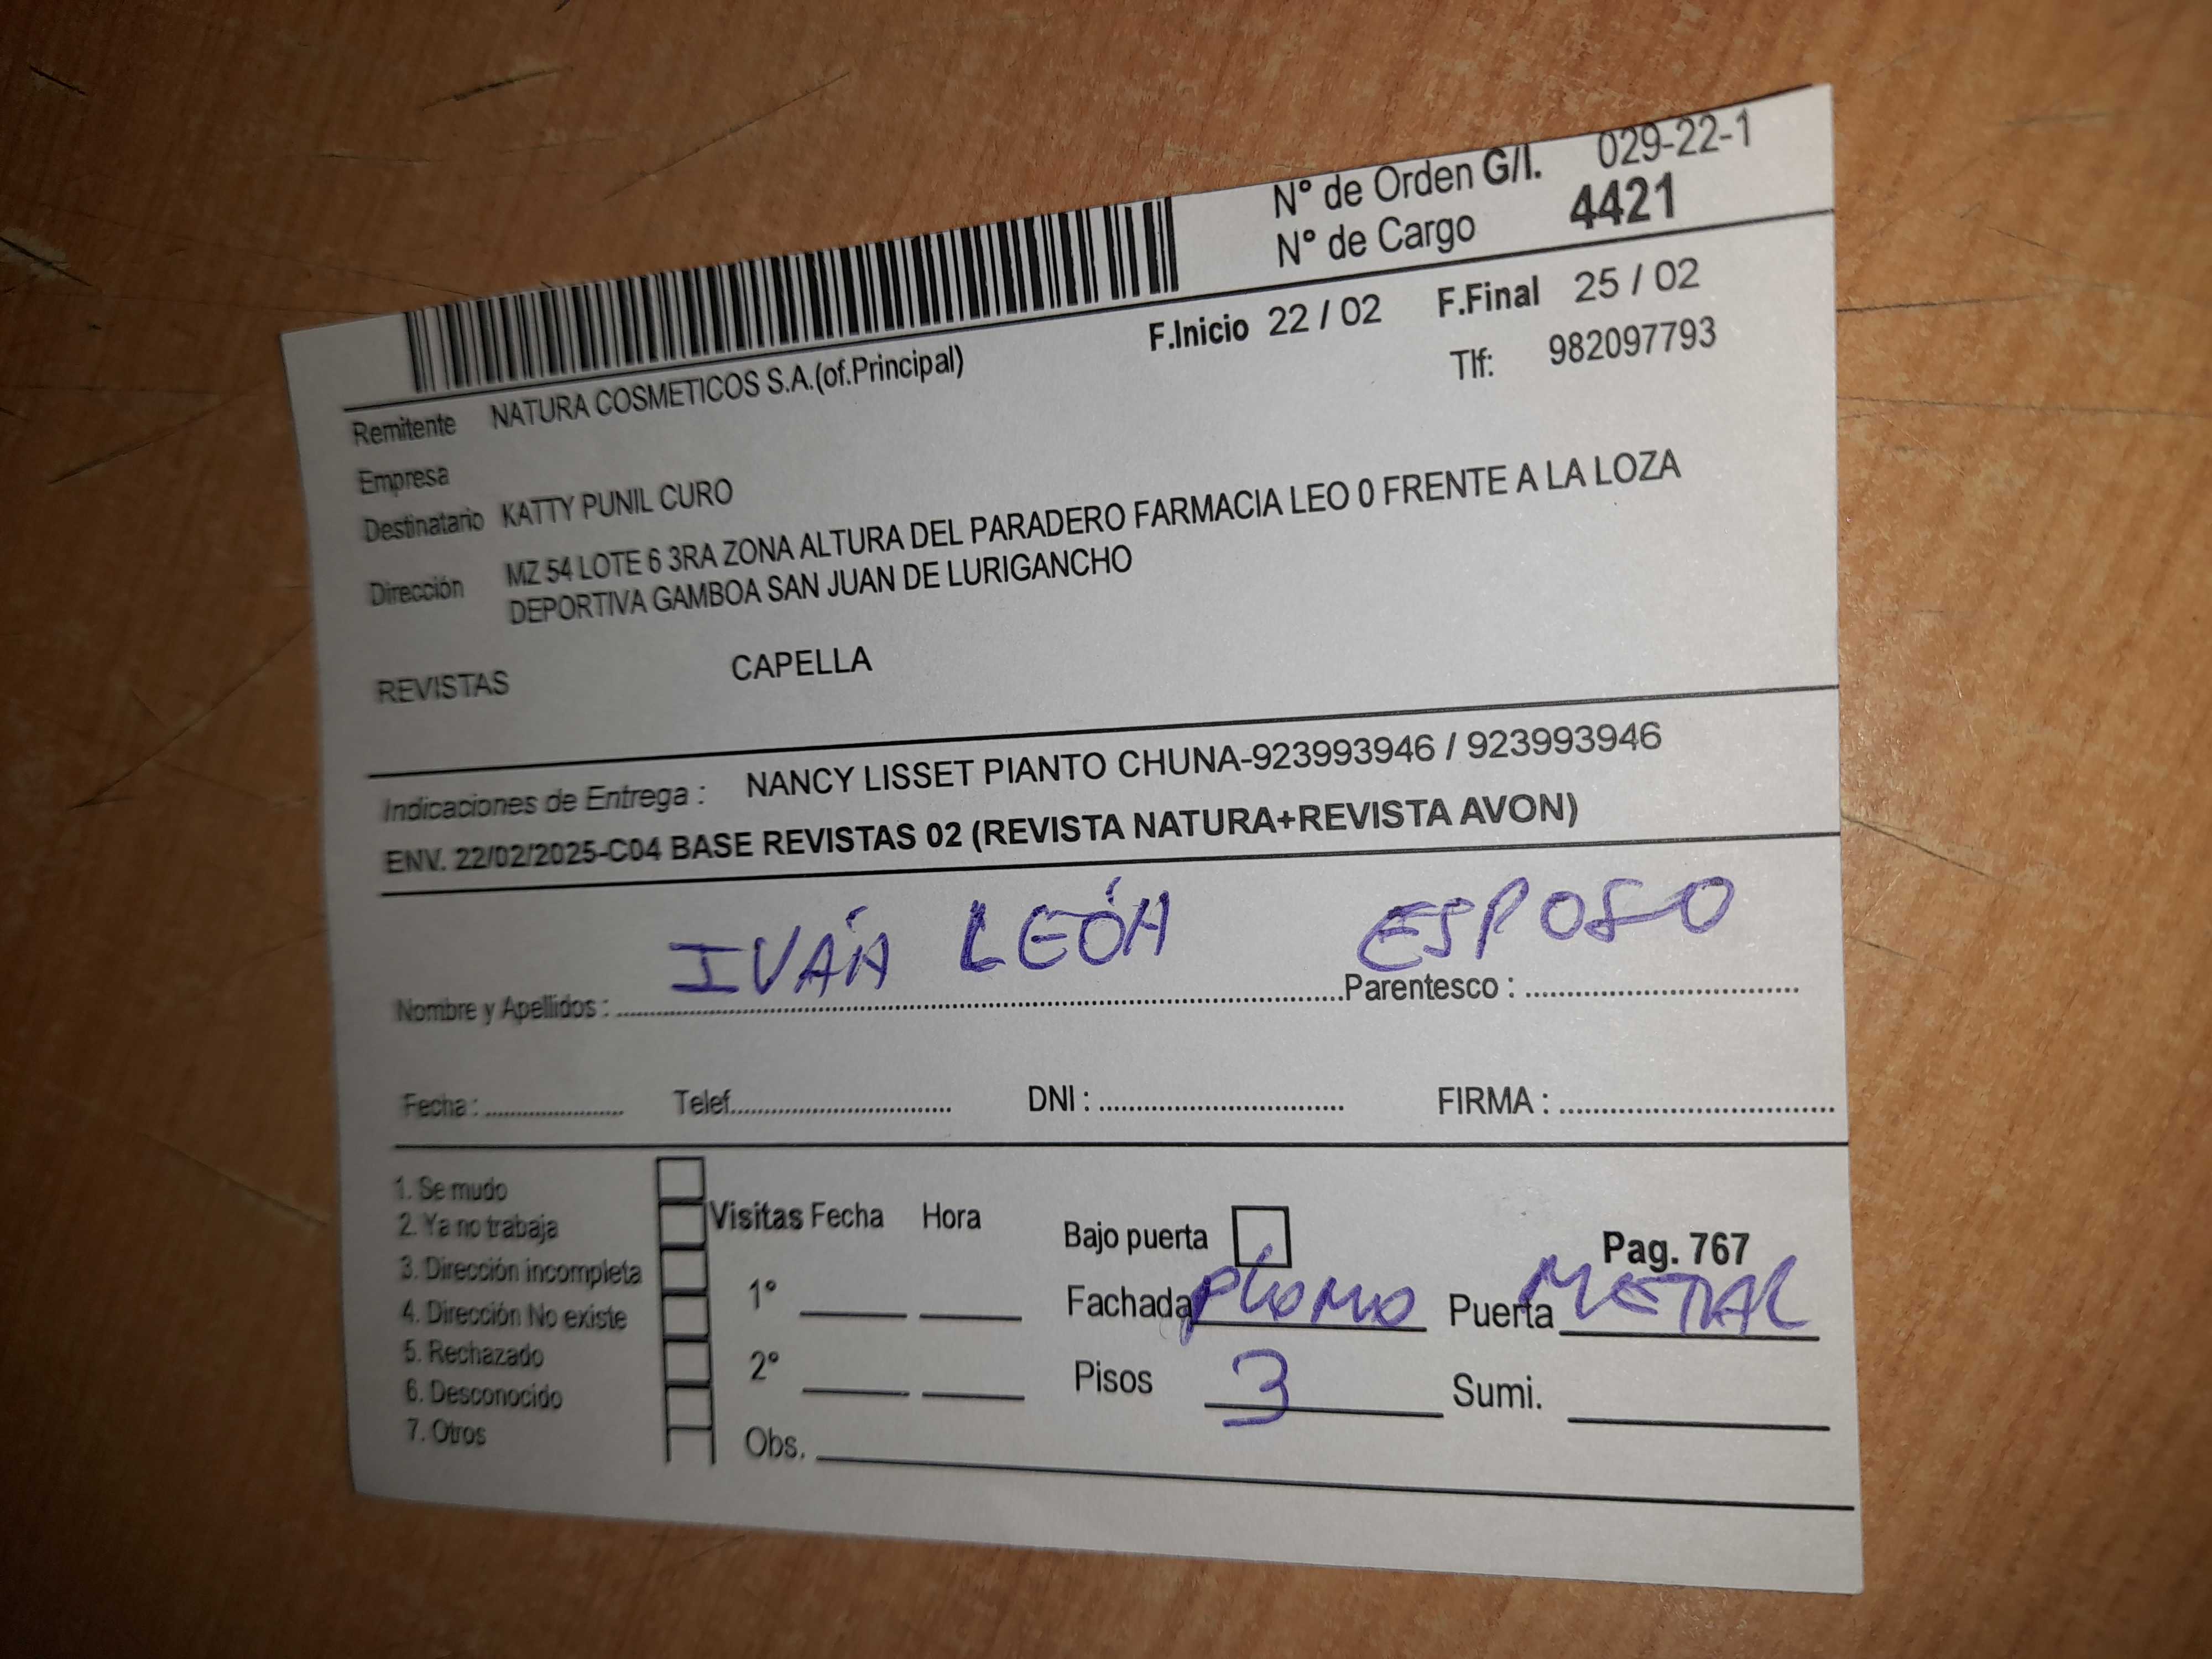 N° de Orden G/I. 029-22-1
N° de Cargo 4421
F.Inicio 22 / 02 F.Final 25 / 02
Tlf: 982097793
Remitente NATURA COSMETICOS S.A.(of.Principal)
Empresa
Destinatario KATTY PUNIL CURO
Dirección MZ 54 LOTE 6 3RA ZONA ALTURA DEL PARADERO FARMACIA LEO 0 FRENTE A LA LOZA
DEPORTIVA GAMBOA SAN JUAN DE LURIGANCHO
REVISTAS CAPELLA
Indicaciones de Entrega : NANCY LISSET PIANTO CHUNA-923993946 / 923993946
ENV. 22/02/2025-C04 BASE REVISTAS 02 (REVISTA NATURA+REVISTA AVON)
Nombre y Apellidos : IVÁN LEÓN Parentesco : ESPOSO
Fecha : Telef. DNI : FIRMA :
1. Se mudo
2. Ya no trabaja
3. Dirección incompleta
4. Dirección No existe
5. Rechazado
6. Desconocido
7. Otros
Visitas Fecha Hora
1°
2°
Obs.
Bajo puerta Pag. 767
Fachada PLOMO Puerta METAL
Pisos 3 Sumi.